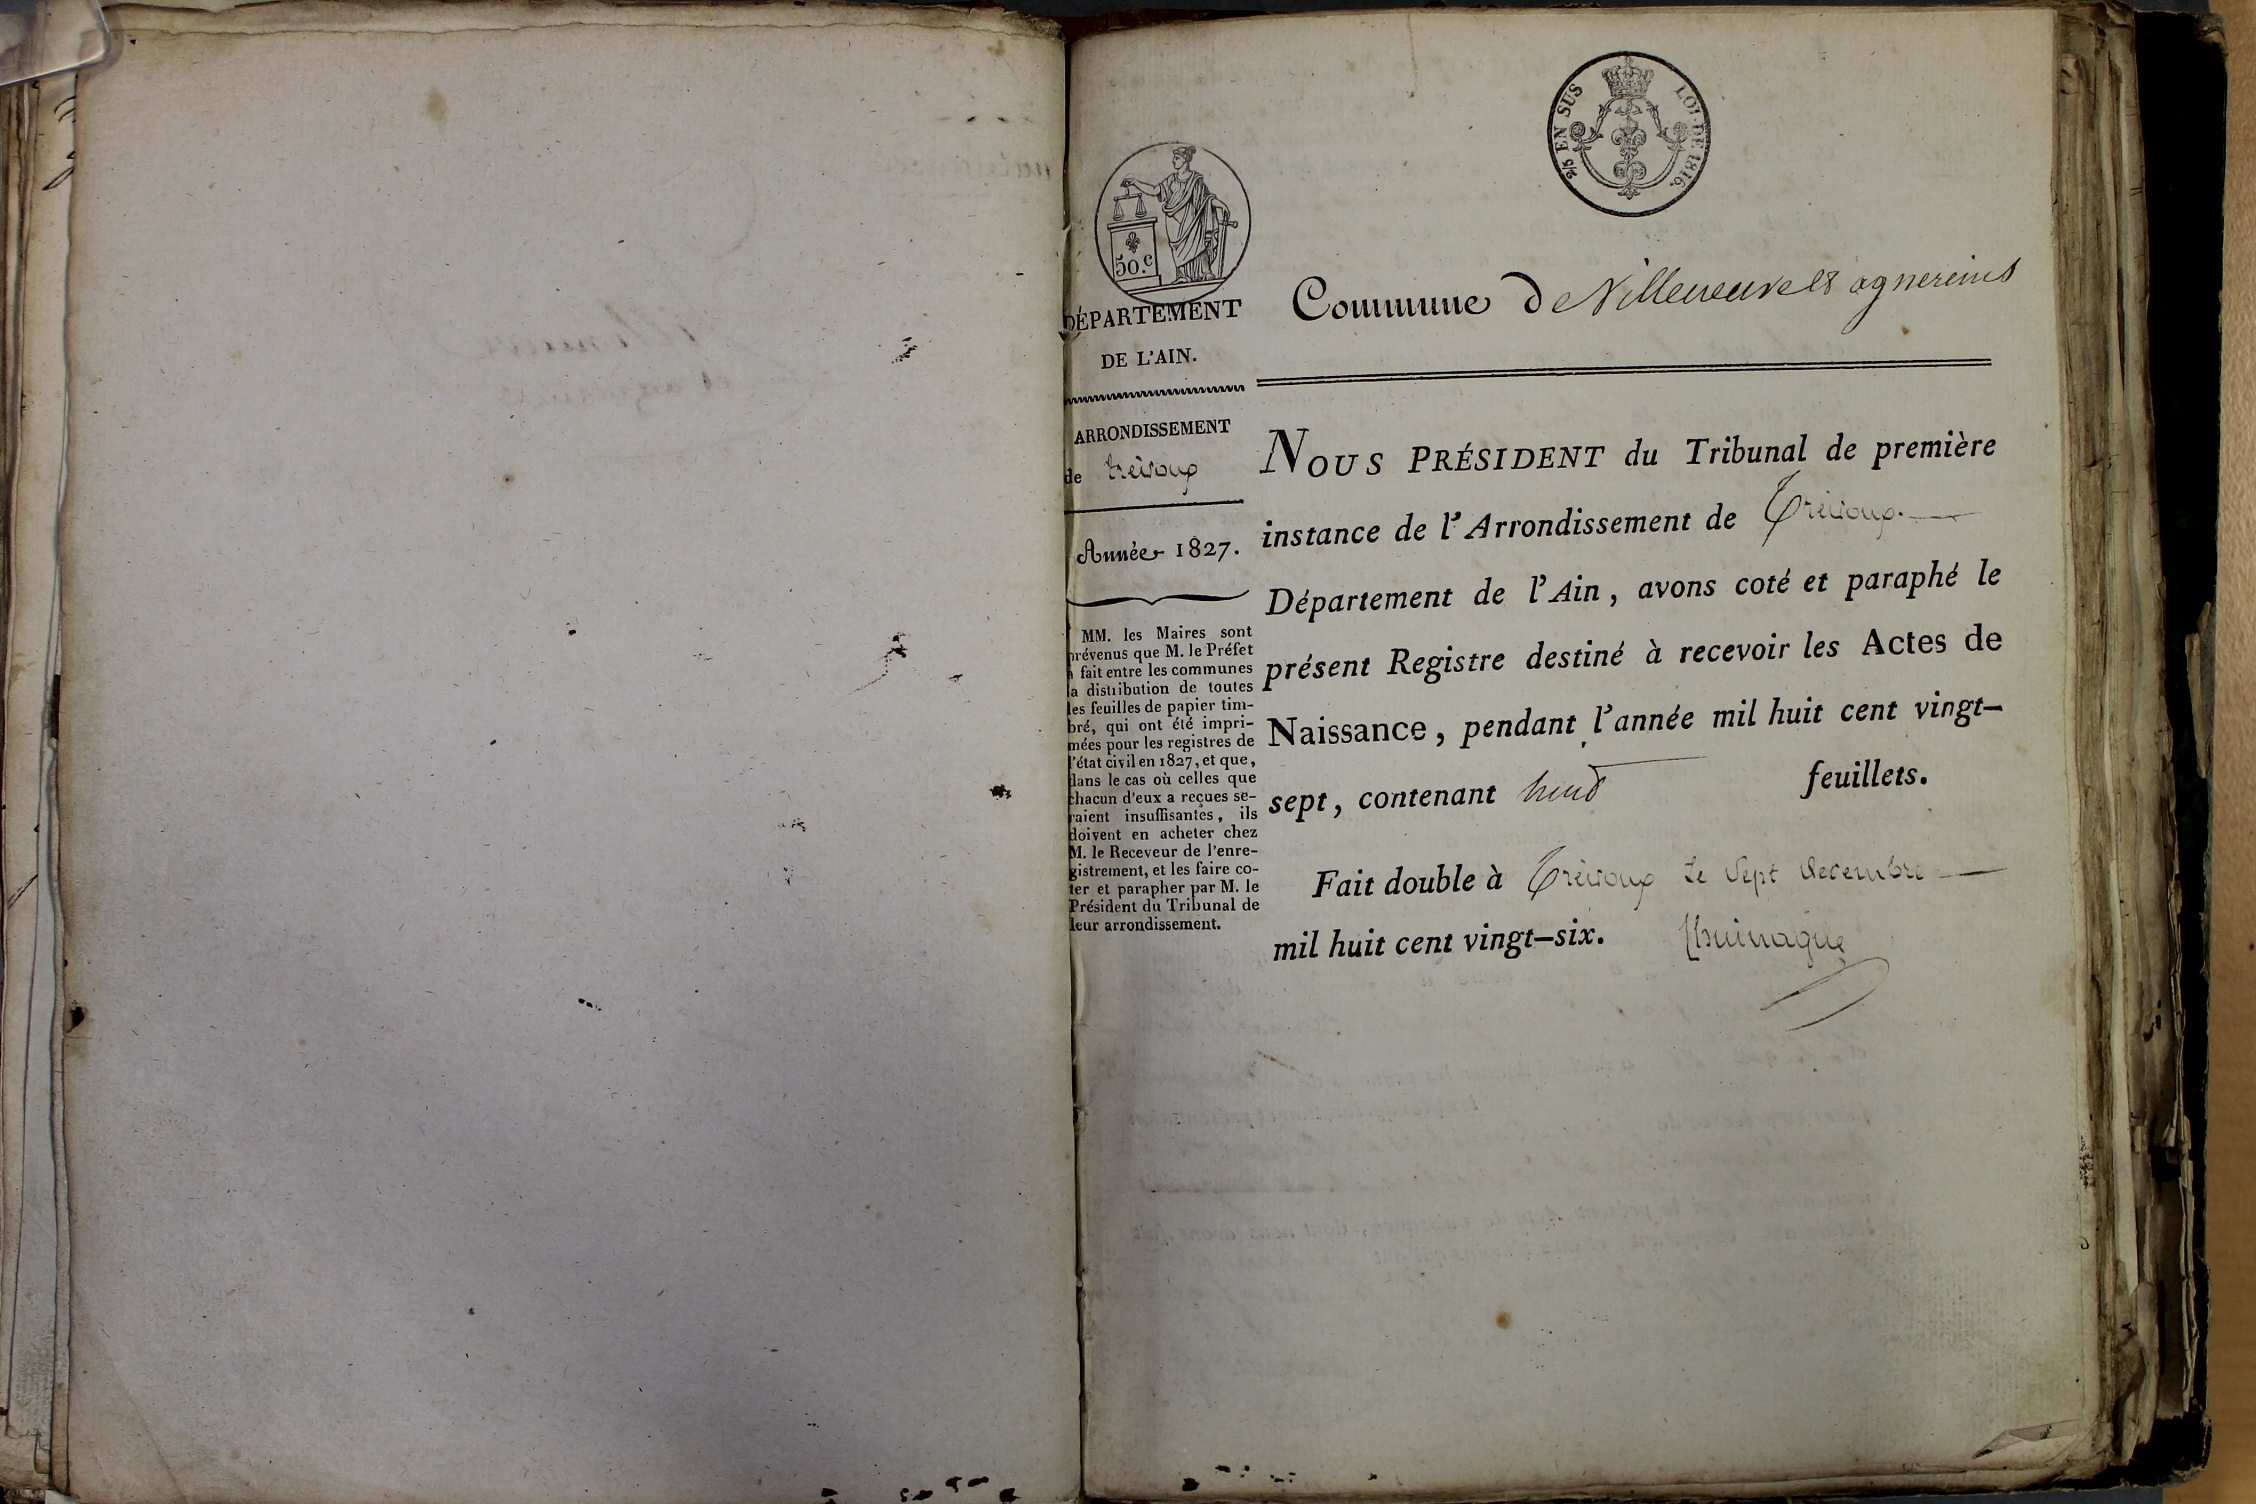 2/5 EN SUS
LOI DE 1816.
50.c
DÉPARTEMENT
DE L'AIN.
ARRONDISSEMENT
de trévoux
Année 1827.
MM. les Maires sont
prévenus que M. le Préfet
a fait entre les communes
la distribution de toutes
les feuilles de papier tim-
bré, qui ont été impri-
mées pour les registres de
l'état civil en 1827, et que,
dans le cas où celles que
chacun d'eux a reçues se-
raient insuffisantes, ils
doivent en acheter chez
M. le Receveur de l'enre-
gistrement, et les faire co-
ter et parapher par M. le
Président du Tribunal de
leur arrondissement.
Commune de Villeneuve et agnereins
NOUS PRÉSIDENT du Tribunal de première
instance de l'Arrondissement de Trévoux.
Département de l'Ain, avons coté et paraphé le
présent Registre destiné à recevoir les Actes de
Naissance, pendant l'année mil huit cent vingt-
sept, contenant feuillets.
Fait double à Trévoux le Sept decembre
mil huit cent vingt-six.